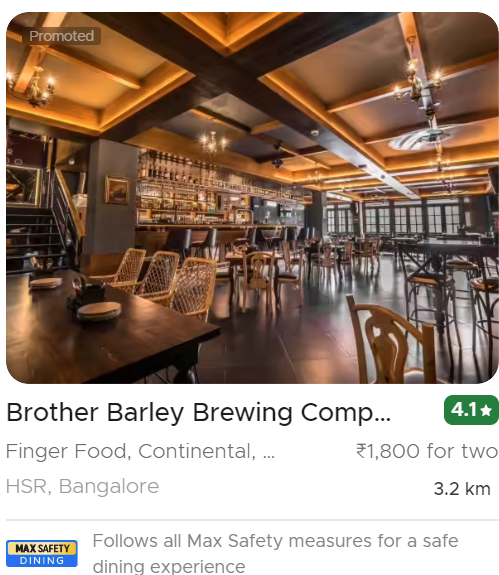 Promoted
Brother Barley Brewing Comp... 4.1★
Finger Food, Continental, ... ₹1,800 for two
HSR, Bangalore 3.2 km
MAX SAFETY
DINING
Follows all Max Safety measures for a safe
dining experience